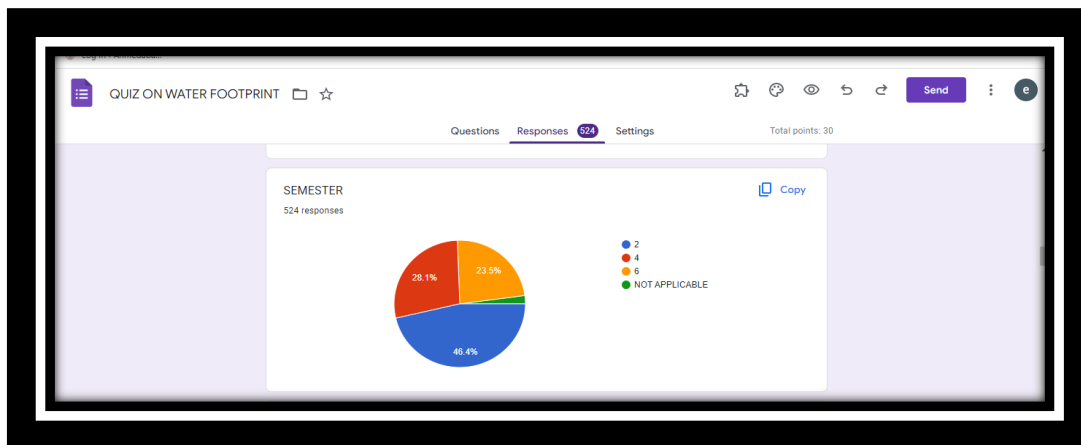 QUIZ ON WATER FOOTPRINT
Send
e
Questions Responses 524 Settings Total points: 30
SEMESTER
Copy
524 responses
2
4
6
NOT APPLICABLE
28.1%
23.5%
46.4%